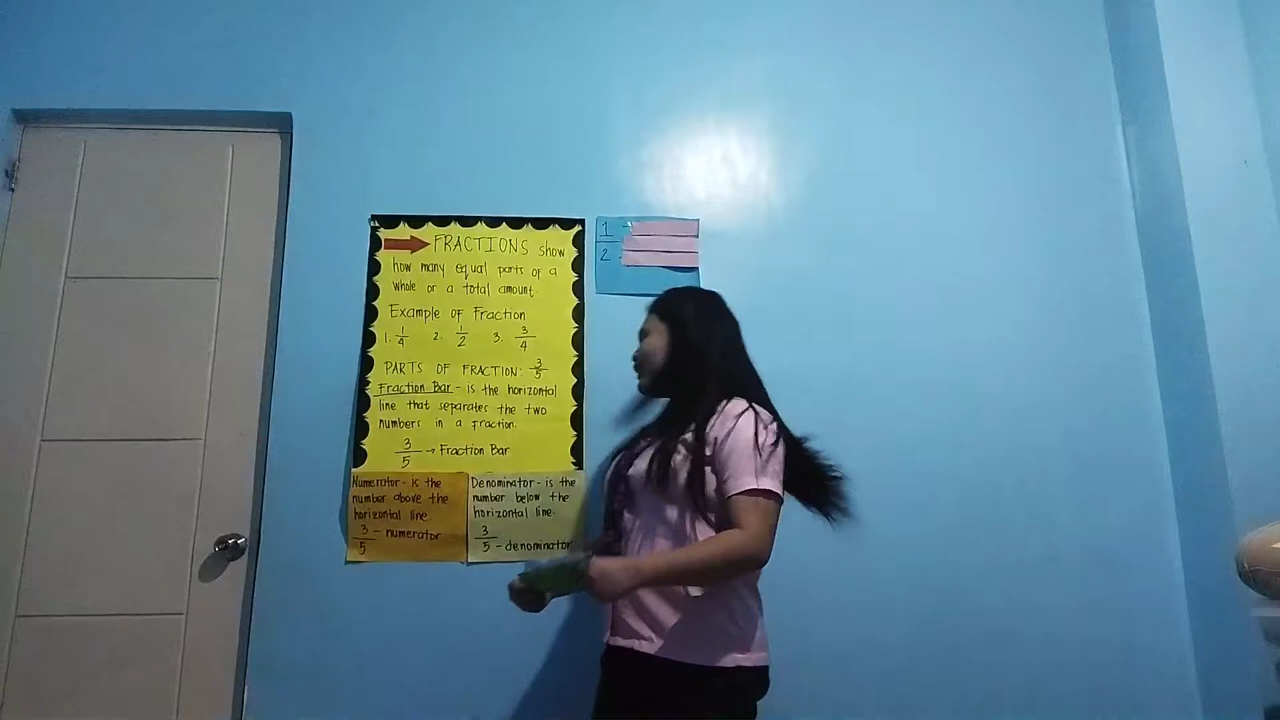 FRACTIONS show
how many equal parts of a
whole or a total amount.
Example of Fraction
1. 1/4 2. 1/2 3. 3/4
PARTS OF FRACTION: 3/5
Fraction Bar - is the horizontal
line that separates the two
numbers in a fraction.
3/5 → Fraction Bar
Numerator - is the
number above the
horizontal line.
3/5 - numerator
Denominator - is the
number below the
horizontal line.
3/5 - denominator
1/2